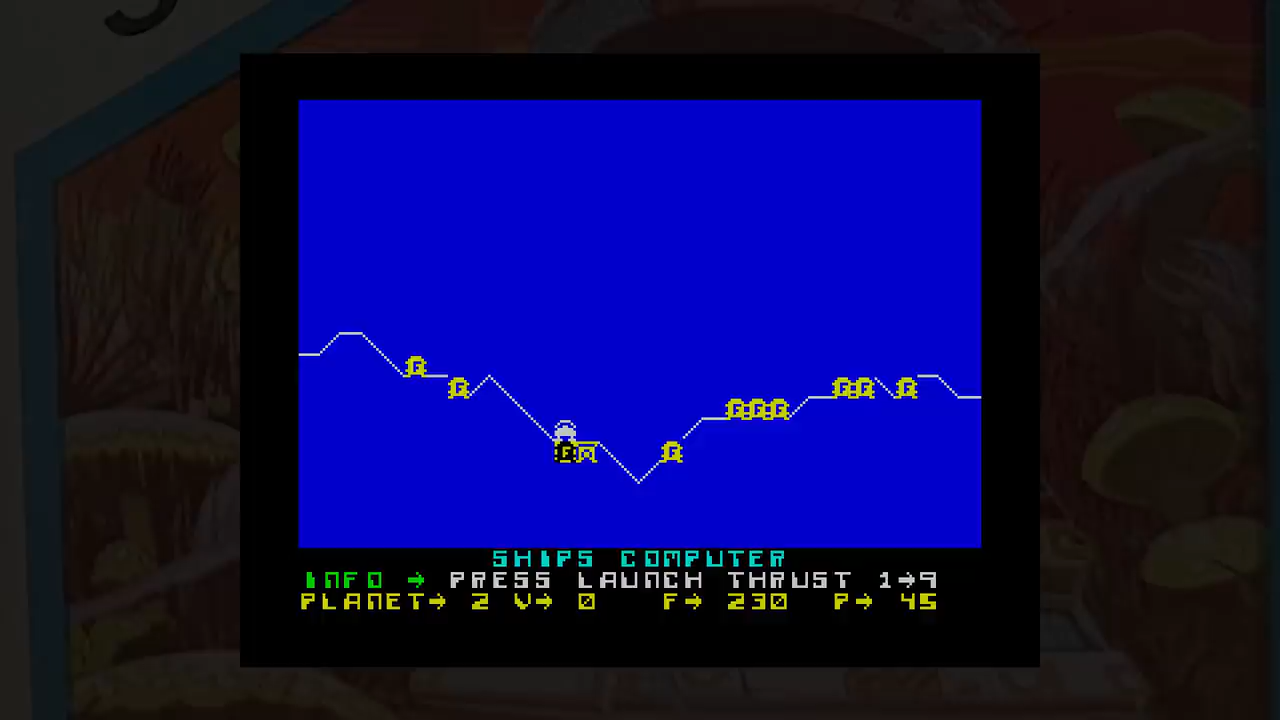 SHIPS COMPUTER
INFO → PRESS LAUNCH THRUST 1→9
PLANET→ 2 V→ 0 F→ 230 P→ 45